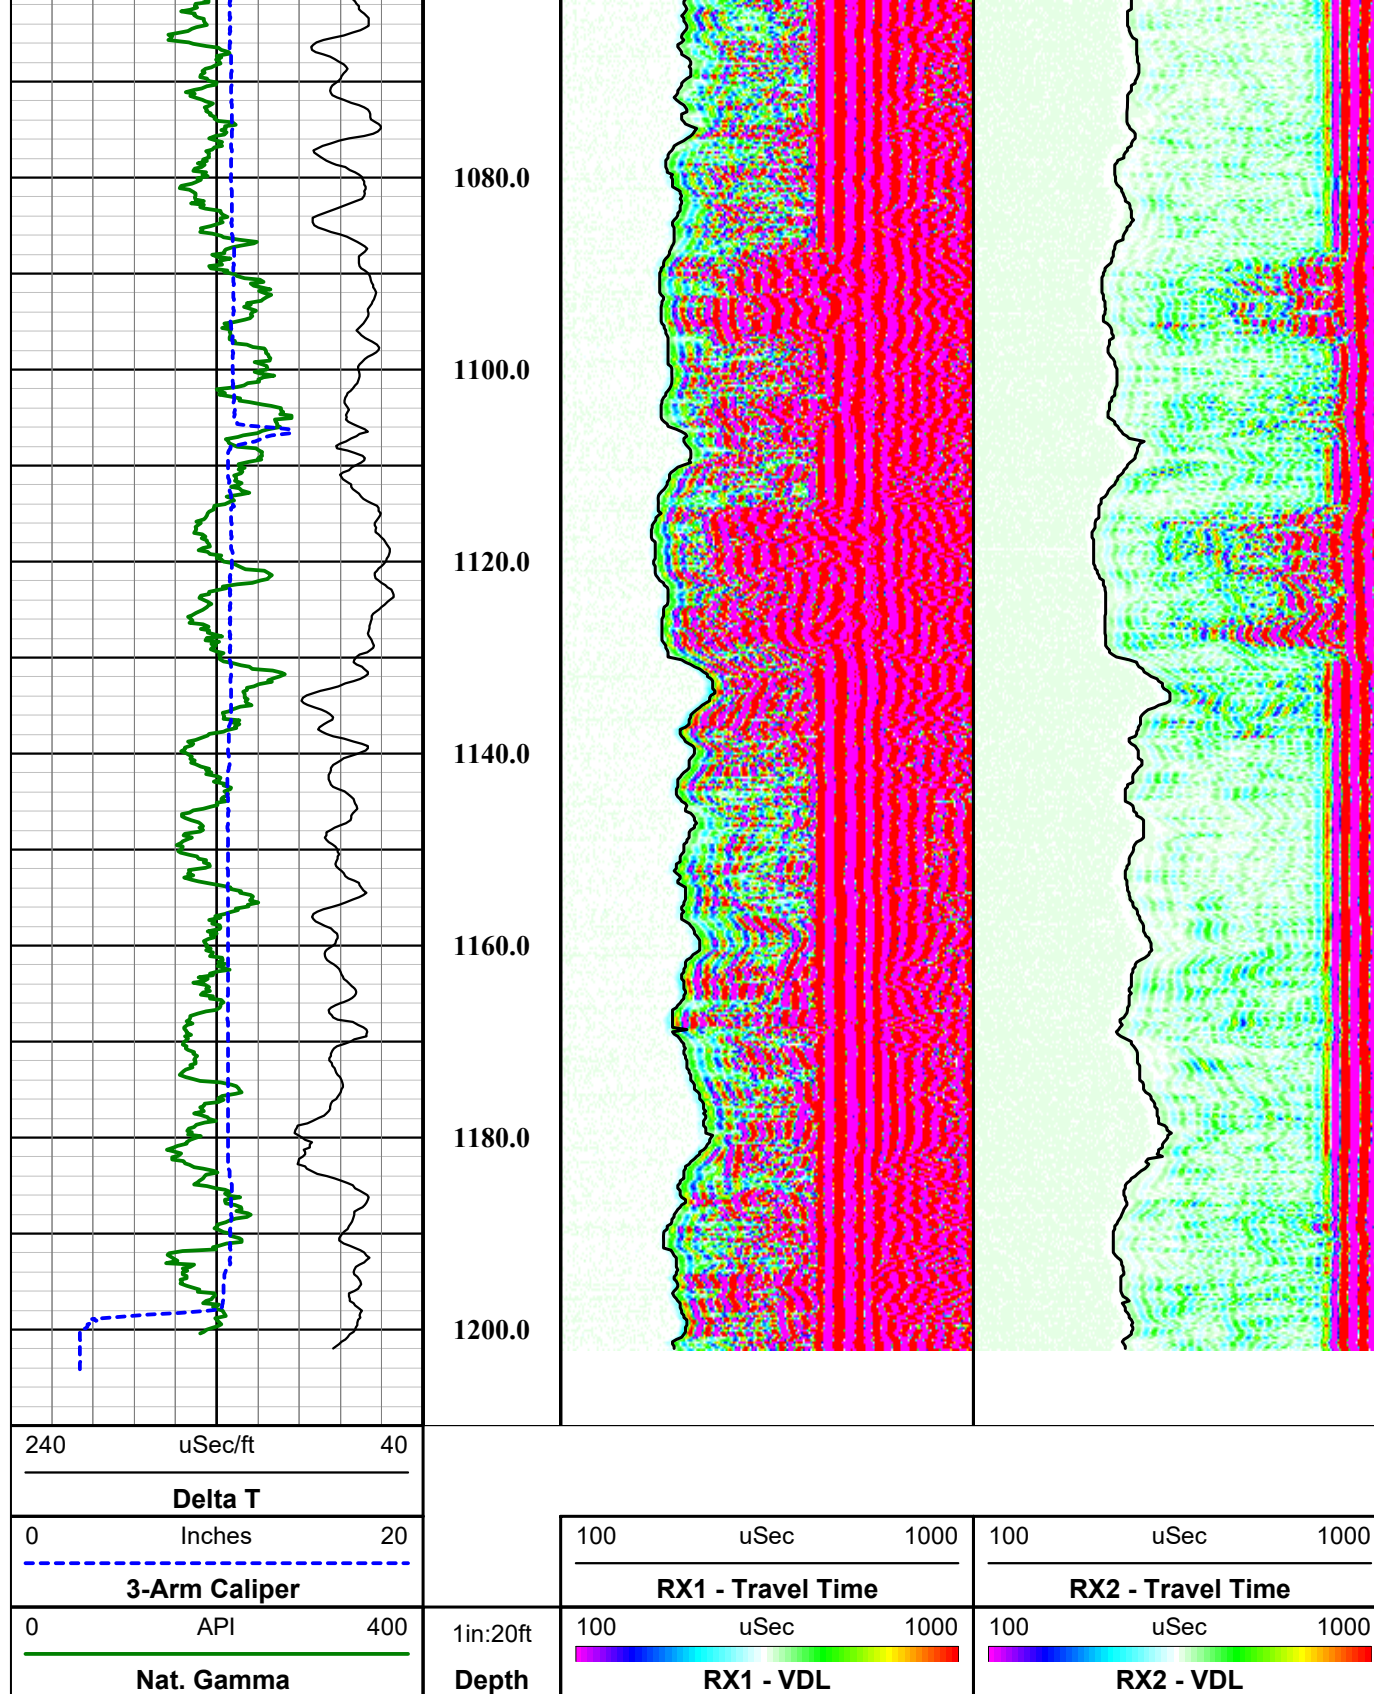 1080.0
1100.0
1120.0
1140.0
1160.0
1180.0
1200.0
240 uSec/ft 40
Delta T
0 Inches 20
3-Arm Caliper
0 API 400
Nat. Gamma
1in:20ft
Depth
100 uSec 1000
RX1 - Travel Time
100 uSec 1000
RX1 - VDL
100 uSec 1000
RX2 - Travel Time
100 uSec 1000
RX2 - VDL